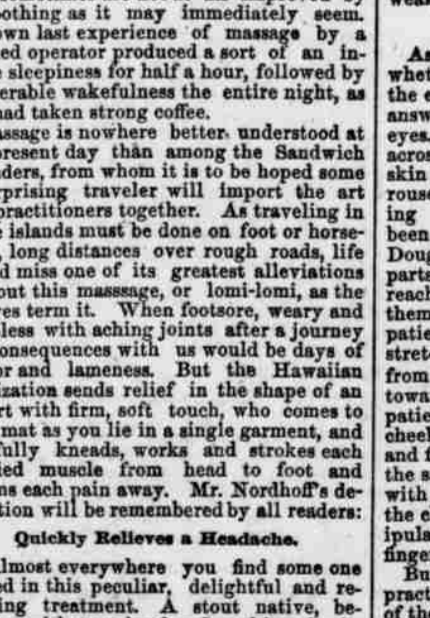 othing as it may immediately seem.
own last experience of massage by a
ed operator produced a sort of an in-
e sleepiness for half a hour, followed by
erable wakefulness the entire night, as
had taken strong coffee.
assage is nowhere better understood at
present day than among the Sandwich
ders, from whom it is to be hoped some
rprising traveler will import the art
practitioners together. As traveling in
e islands must be done on foot or horse-
, long distances over rough roads, life
d miss one of its greatest alleviations
out this masssage, or lomi-lomi, as the
es term it. When footsore, weary and
less with aching joints after a journey
onsequences with us would be days of
or and lameness. But the Hawaiian
ization sends relief in the shape of an
rt with firm, soft touch, who comes to
mat as you lie in a single garment, and
fully kneads, works and strokes each
ied muscle from head to foot and
ns each pain away. Mr. Nordhoff's de-
tion will be remembered by all readers:
Quickly Relieves a Headache.
lmost everywhere you find some one
ed in this peculiar, delightful and re-
ing treatment. A stout native, be-
As
whet
the e
answ
eyes.
acros
skin
rouse
ing
been
Doug
parts
reach
them
patie
stret
from
towa
patie
cheek
and f
the s
with
the c
ipula
finger
Bu
pract
of the